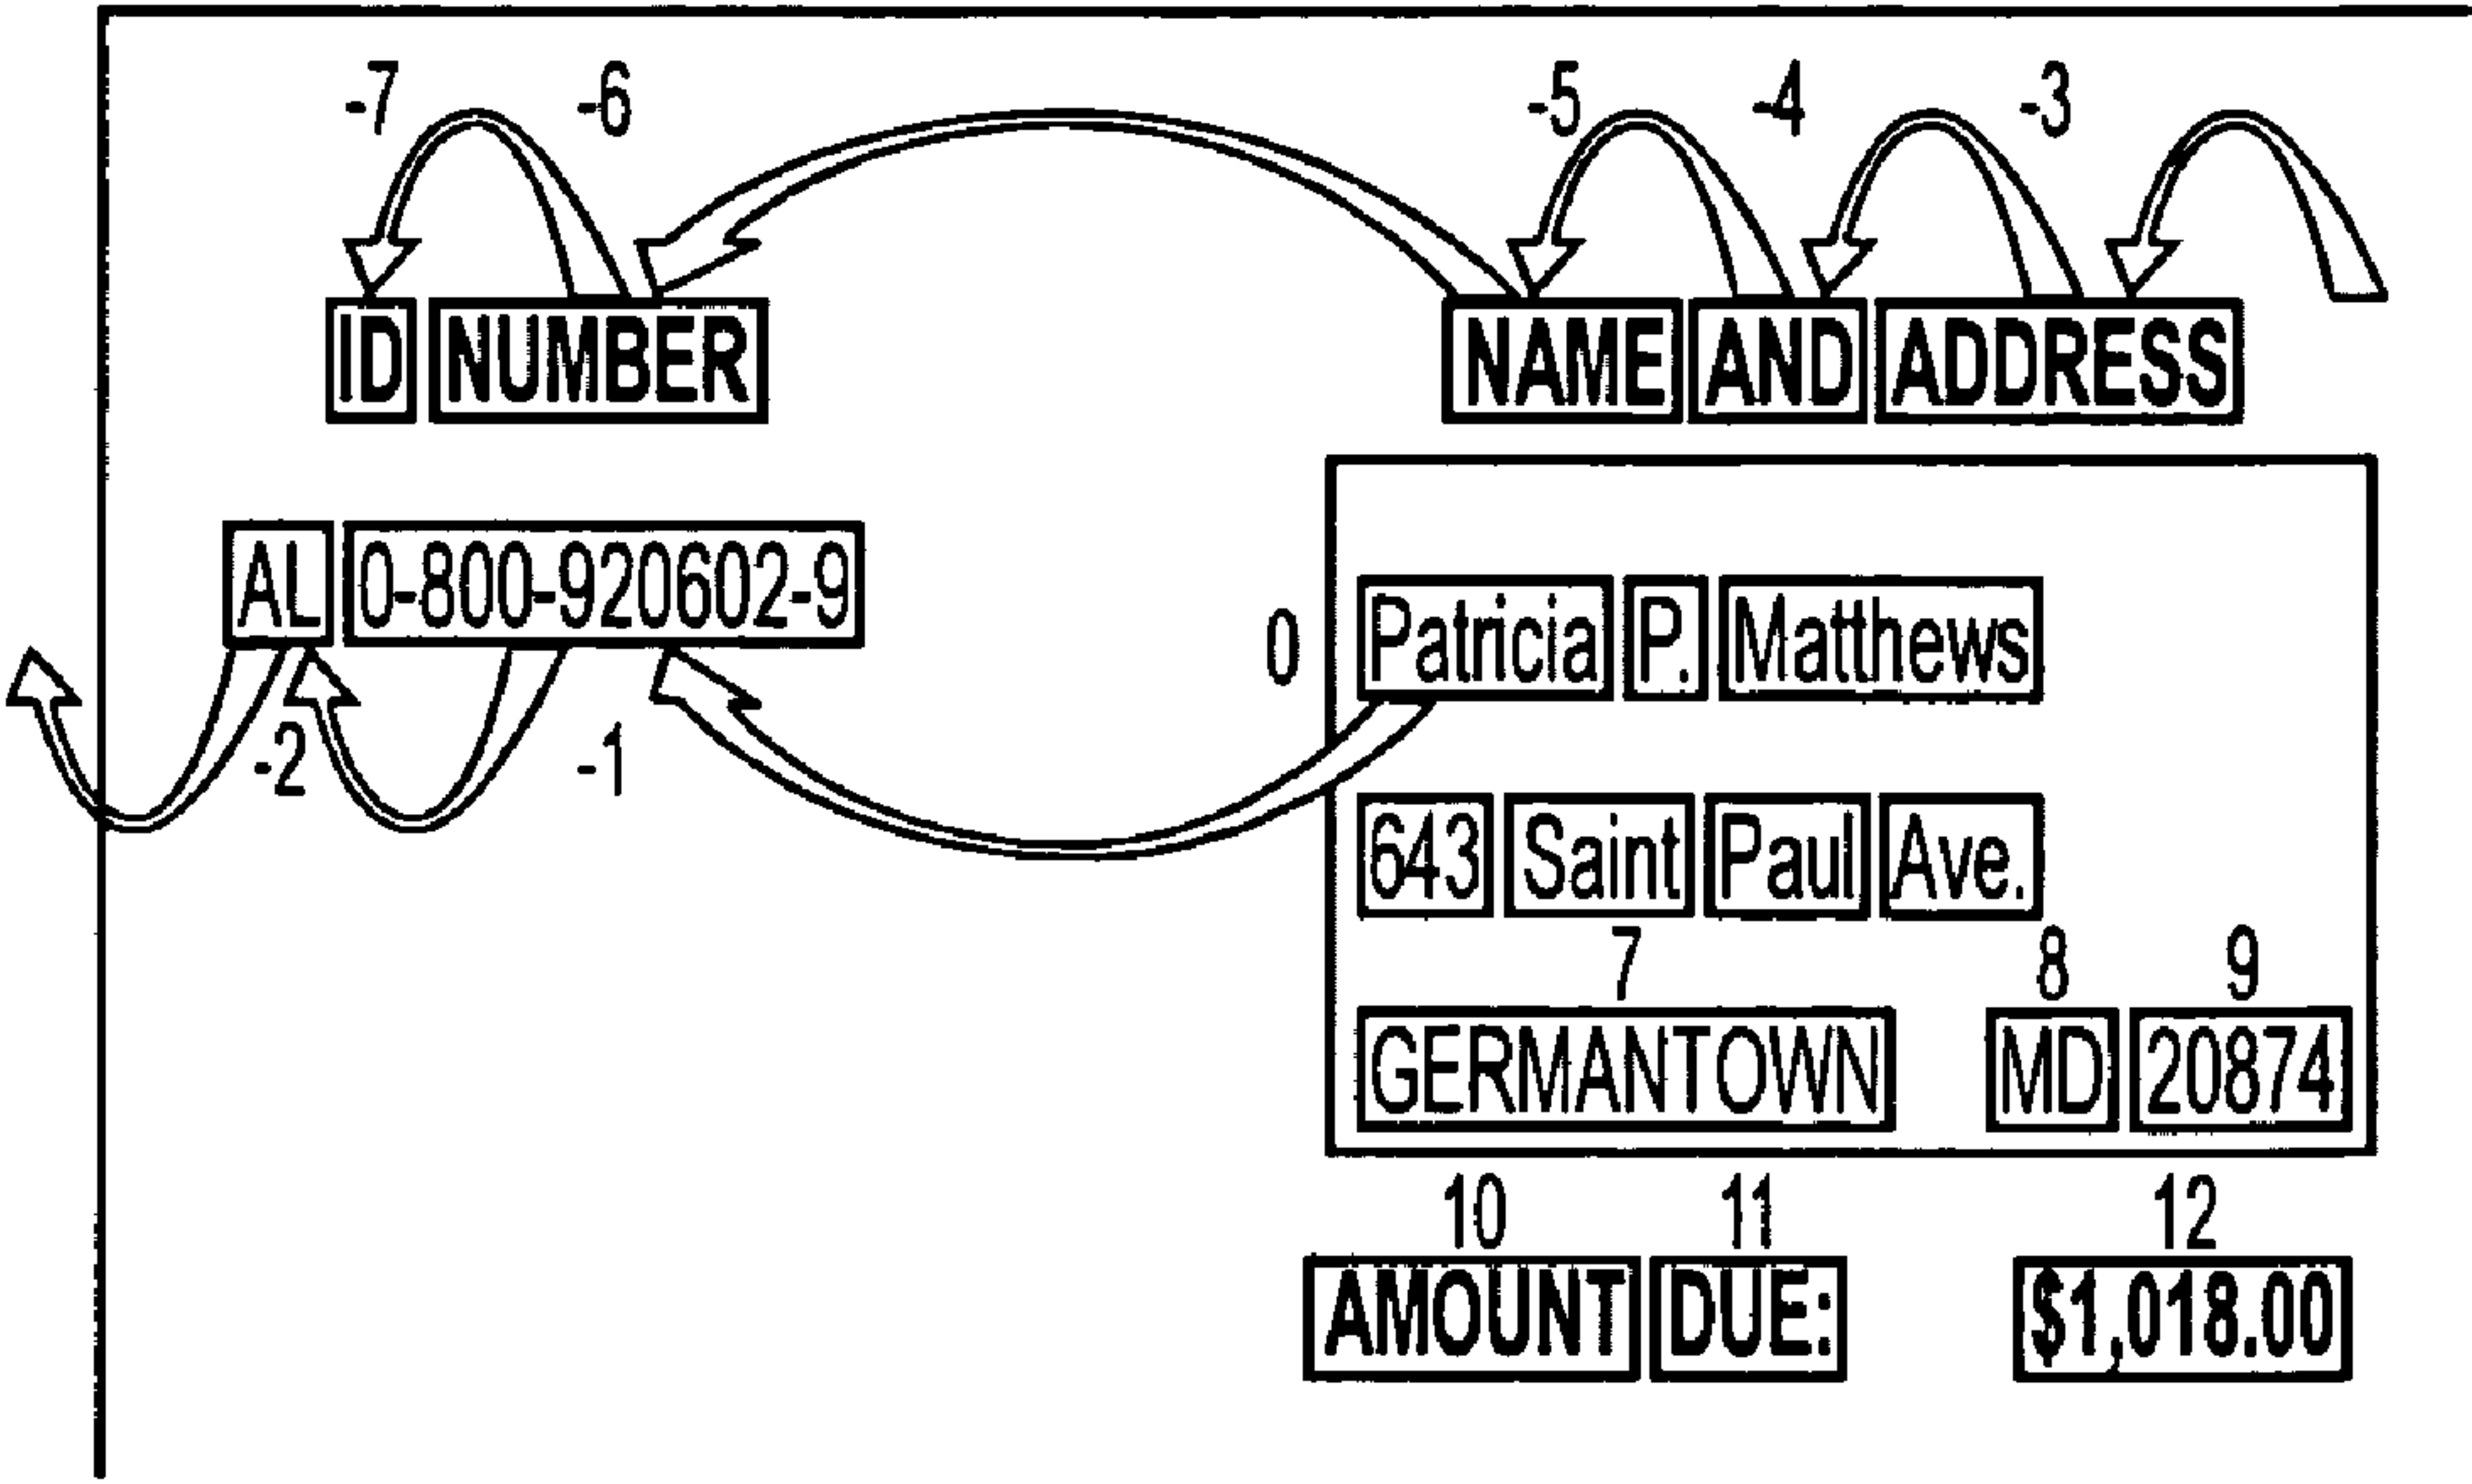 -7 -6 -5 -4 -3
ID NUMBER NAME AND ADDRESS
AL 0-800-920602-9
0 Patricia P. Matthews
-2 -1
643 Saint Paul Ave.
7 8 9
GERMANTOWN MD 20874
10 11 12
AMOUNT DUE: $1,018.00